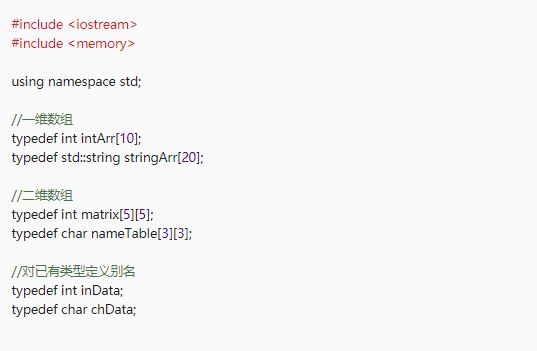 #include <iostream>
#include <memory>
using namespace std;
//一维数组
typedef int intArr[10];
typedef std::string stringArr[20];
//二维数组
typedef int matrix[5][5];
typedef char nameTable[3][3];
//对已有类型定义别名
typedef int inData;
typedef char chData;